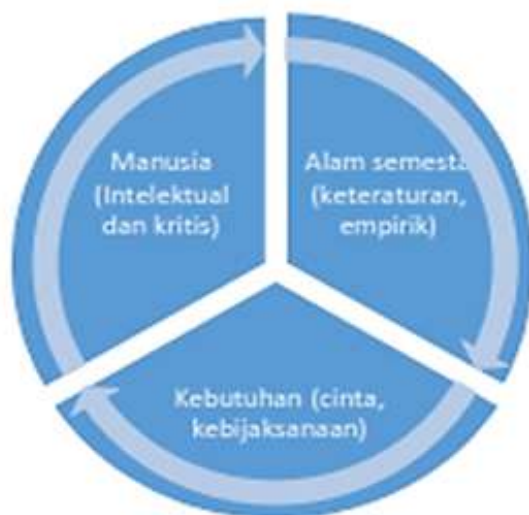 Manusia
(Intelektual
dan kritis)
Alam semesta
(keteraturan,
empirik)
Kebutuhan (cinta,
kebijaksanaan)